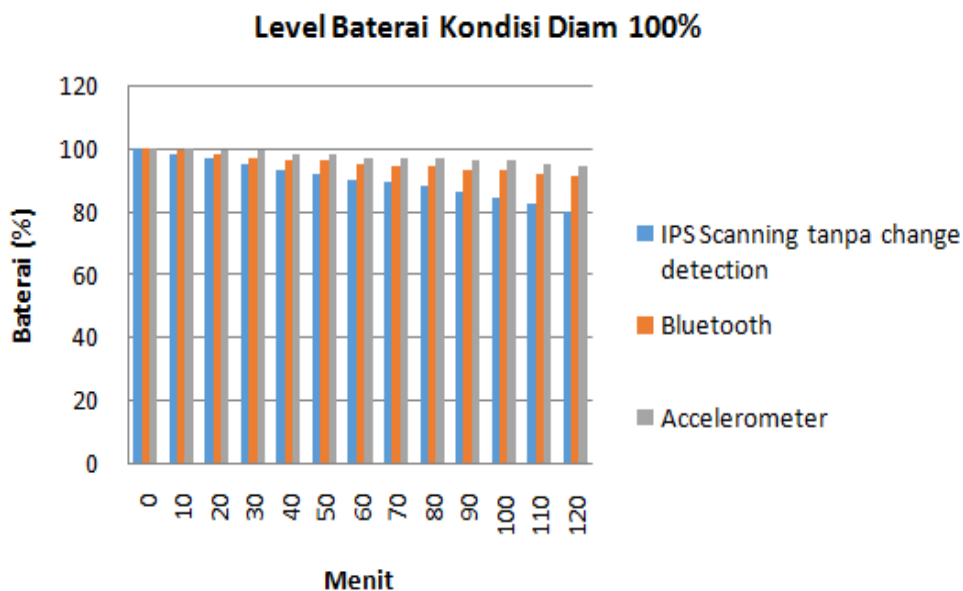 Level Baterai Kondisi Diam 100%
120
100
80
60
40
20
0
Baterai (%)
0 10 20 30 40 50 60 70 80 90 100 110 120
Menit
IPS Scanning tanpa change
detection
Bluetooth
Accelerometer